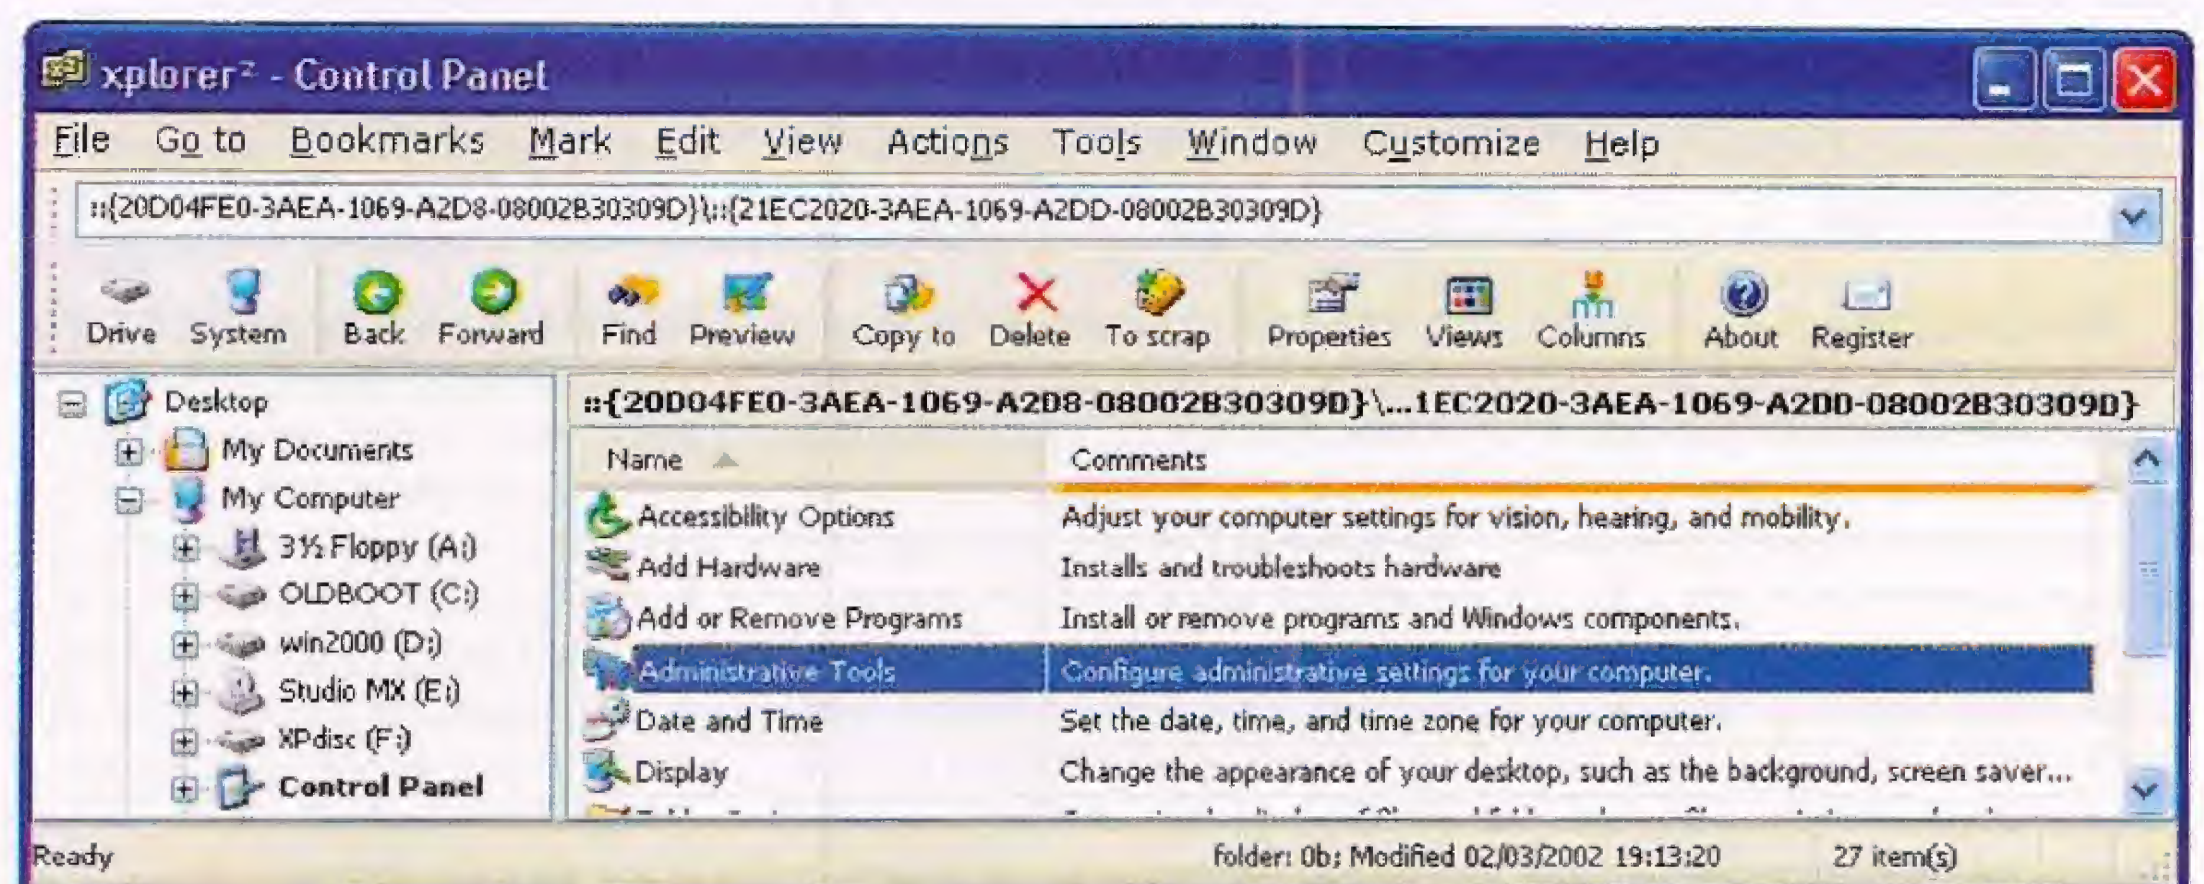 xplorer² - Control Panel
File Go to Bookmarks Mark Edit View Actions Tools Window Customize Help
::{20D04FE0-3AEA-1069-A2D8-08002B30309D}\::{21EC2020-3AEA-1069-A2DD-08002B30309D}
Drive System Back Forward Find Preview Copy to Delete To scrap Properties Views Columns About Register
Desktop
My Documents
My Computer
3½ Floppy (A:)
OLDBOOT (C:)
win2000 (D:)
Studio MX (E:)
XPdisc (F:)
Control Panel
::{20D04FE0-3AEA-1069-A2D8-08002B30309D}\...1EC2020-3AEA-1069-A2DD-08002B30309D}
Name Comments
Accessibility Options Adjust your computer settings for vision, hearing, and mobility.
Add Hardware Installs and troubleshoots hardware
Add or Remove Programs Install or remove programs and Windows components.
Administrative Tools Configure administrative settings for your computer.
Date and Time Set the date, time, and time zone for your computer.
Display Change the appearance of your desktop, such as the background, screen saver...
Ready folder: 0b; Modified 02/03/2002 19:13:20 27 item(s)